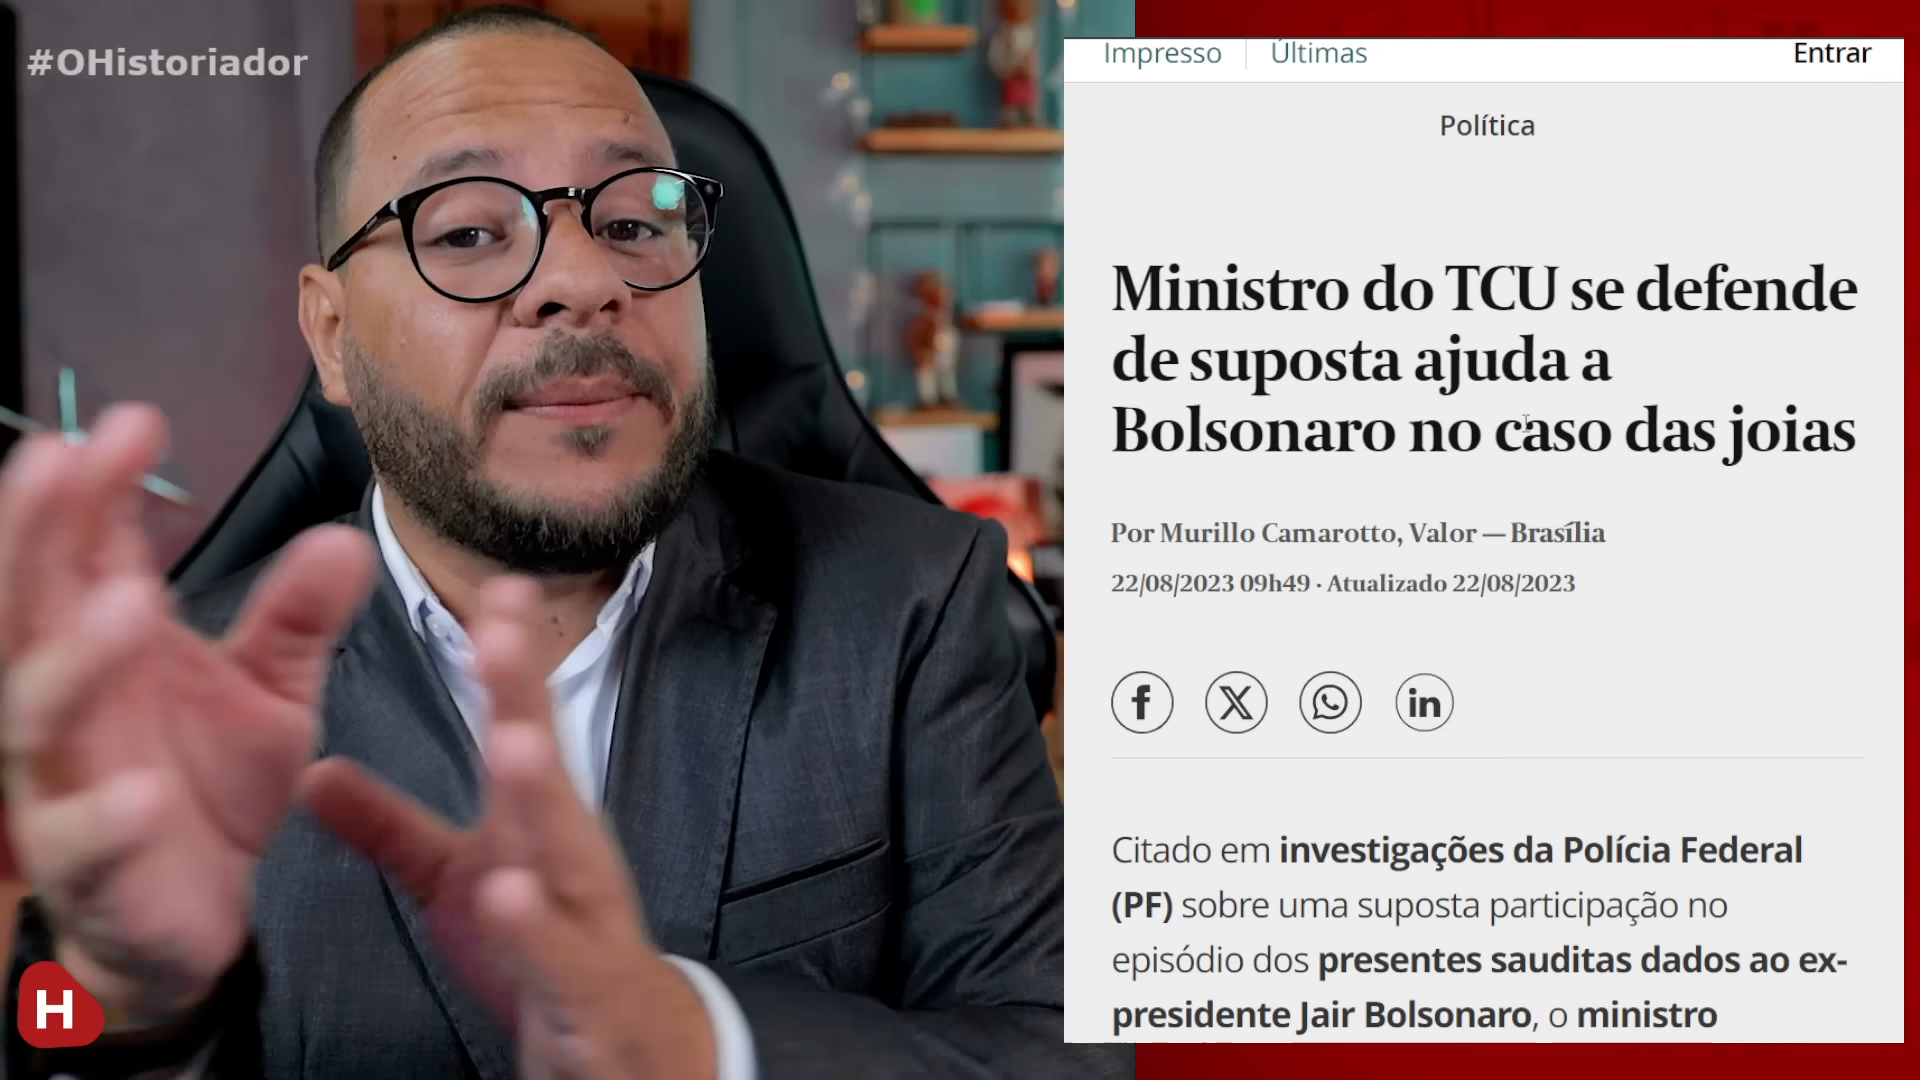 #OHistoriador
Impresso
Últimas
Entrar
Política
Ministro do TCU se defende
de suposta ajuda a
Bolsonaro no caso das joias
Por Murillo Camarotto, Valor — Brasília
22/08/2023 09h49 · Atualizado 22/08/2023
f
X
in
Citado em investigações da Polícia Federal
(PF) sobre uma suposta participação no
episódio dos presentes sauditas dados ao ex-
presidente Jair Bolsonaro, o ministro
H